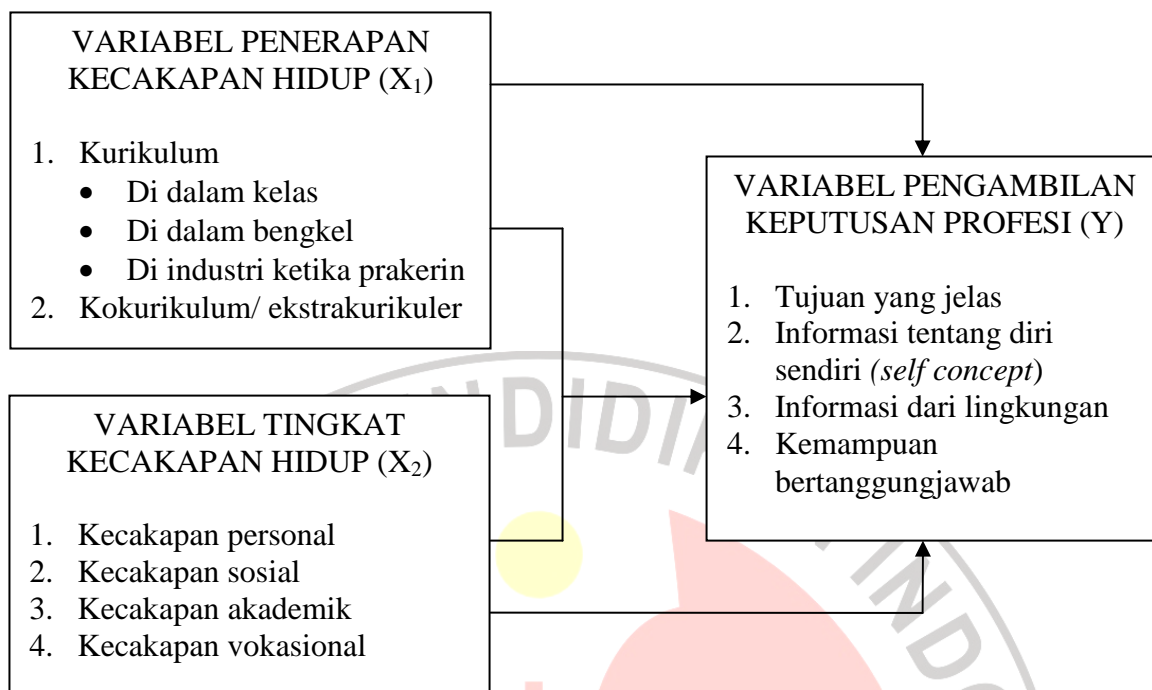 VARIABEL PENERAPAN
KECAKAPAN HIDUP (X₁)
1. Kurikulum
• Di dalam kelas
• Di dalam bengkel
• Di industri ketika prakerin
2. Kokurikulum/ ekstrakurikuler
VARIABEL TINGKAT
KECAKAPAN HIDUP (X₂)
1. Kecakapan personal
2. Kecakapan sosial
3. Kecakapan akademik
4. Kecakapan vokasional
VARIABEL PENGAMBILAN
KEPUTUSAN PROFESI (Y)
1. Tujuan yang jelas
2. Informasi tentang diri
sendiri (self concept)
3. Informasi dari lingkungan
4. Kemampuan
bertanggungjawab